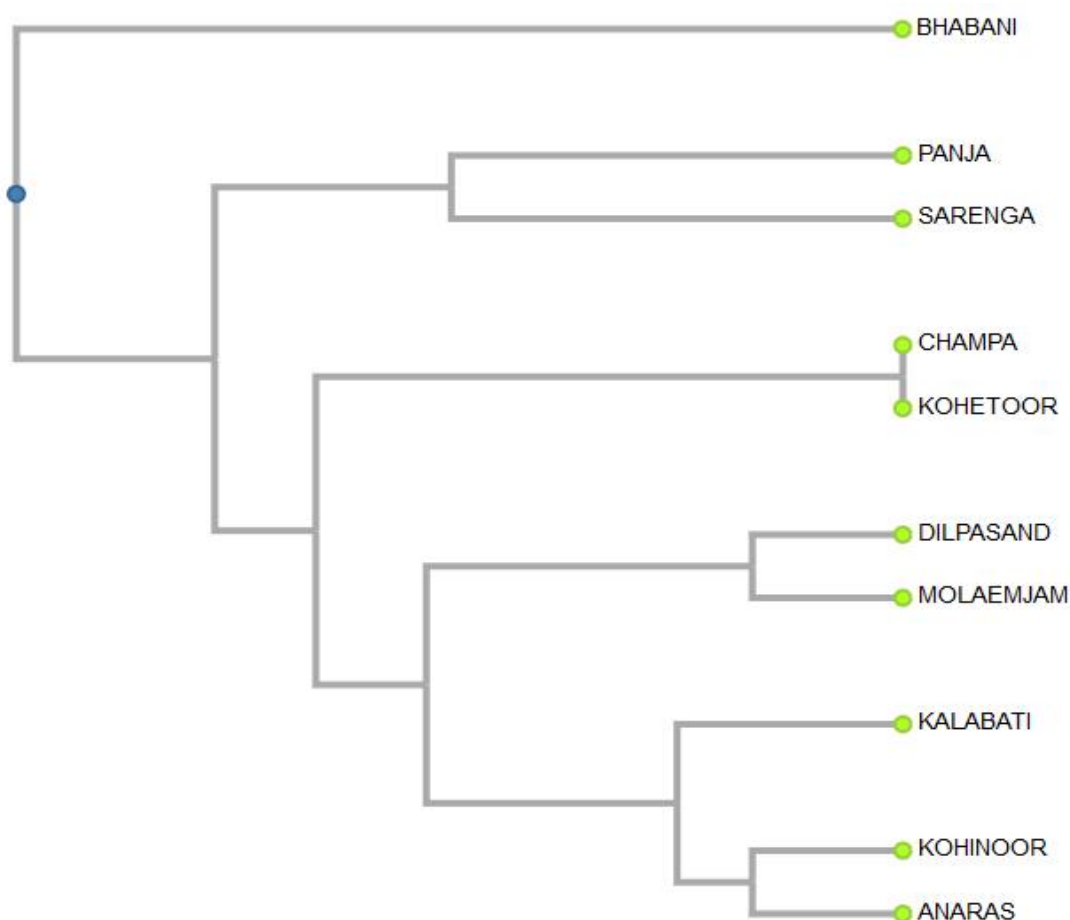 BHABANI
PANJA
SARENGA
CHAMPA
KOHETOOR
DILPASAND
MOLAEMJAM
KALABATI
KOHINOOR
ANARAS